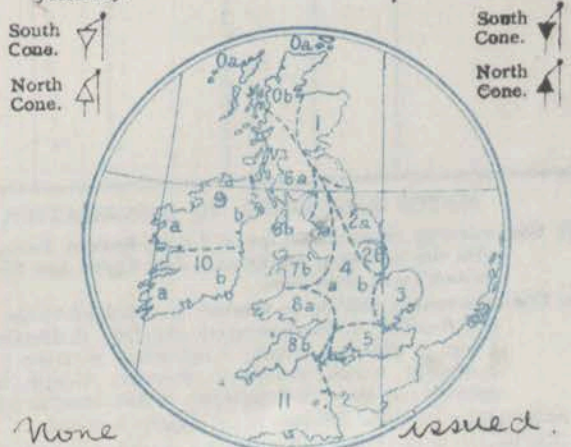 South Cone.
North Cone.
South Cone.
North Cone.
0a
0a
0b
1
6a
9
b
a
6b
2a
2b
10
7b
4
a
b
3
a
b
8a
8b
5
11
2
None issued.